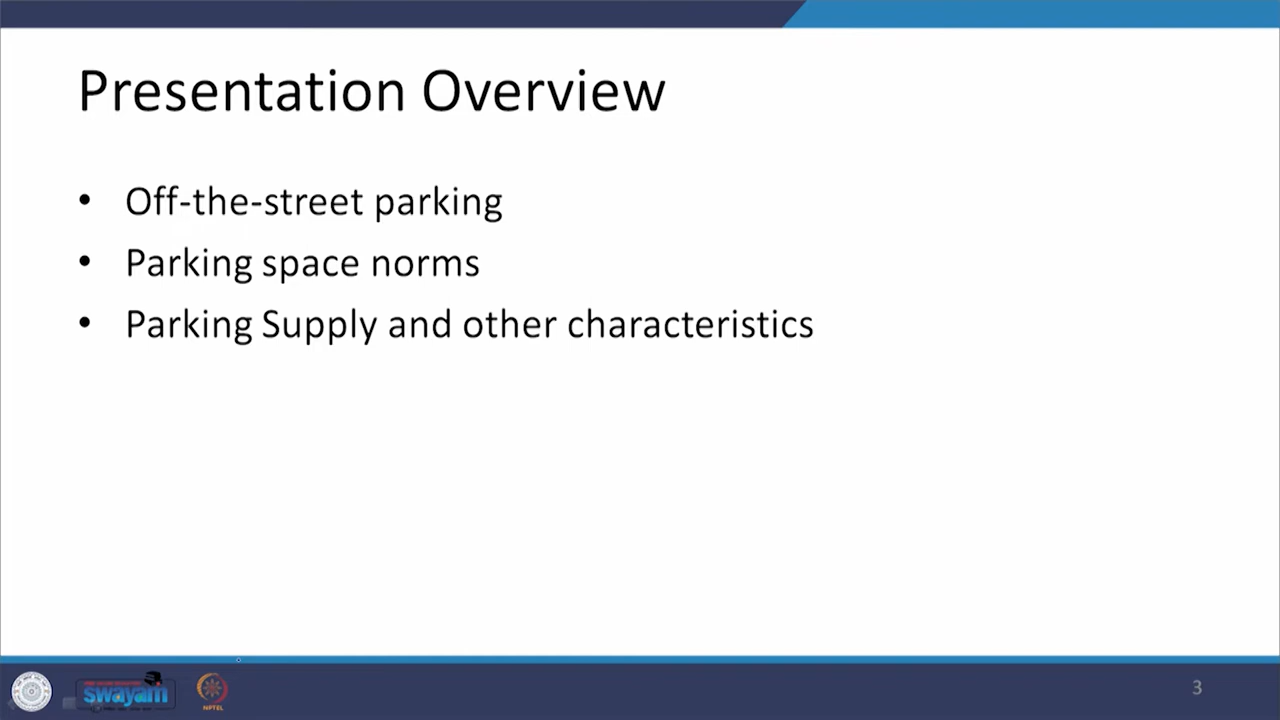 Presentation Overview
• Off-the-street parking
• Parking space norms
• Parking Supply and other characteristics
swayam
NPTEL
3